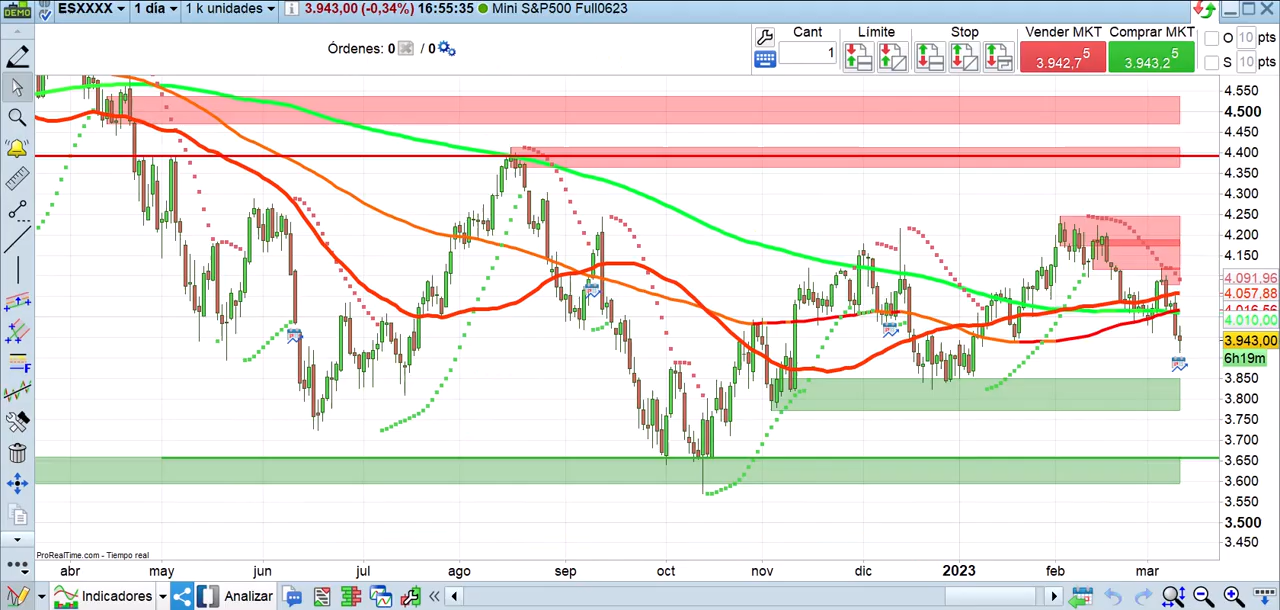 DEMO ESXXXX 1 día 1 k unidades 3.943,00 (-0,34%) 16:55:35 Mini S&P500 Full0623
Órdenes: 0 / 0
Cant Límite Stop Vender MKT Comprar MKT O 10 pts
1 3.942,7 5 3.943,2 5 S 10 pts
4.550
4.500
4.450
4.400
4.350
4.300
4.250
4.200
4.150
4.091,96
4.057,88
4.010,00
3.943,00
6h19m
3.850
3.800
3.750
3.700
3.650
3.600
3.550
3.500
3.450
ProRealTime.com - Tiempo real
abr may jun jul ago sep oct nov dic 2023 feb mar
Indicadores Analizar